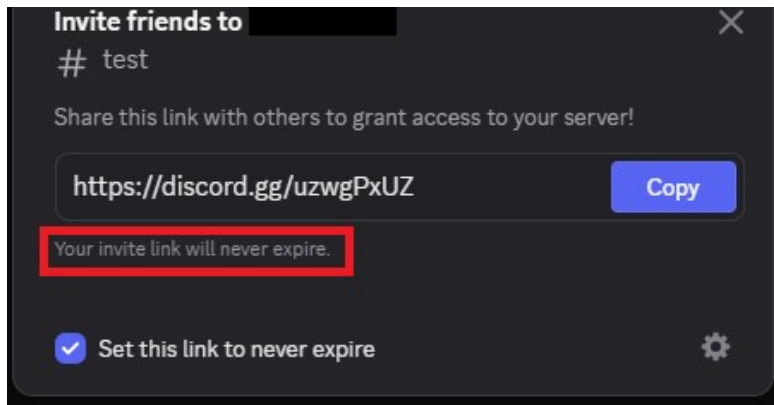 Invite friends to
# test
Share this link with others to grant access to your server!
https://discord.gg/uzwgPxUZ Copy
Your invite link will never expire.
Set this link to never expire